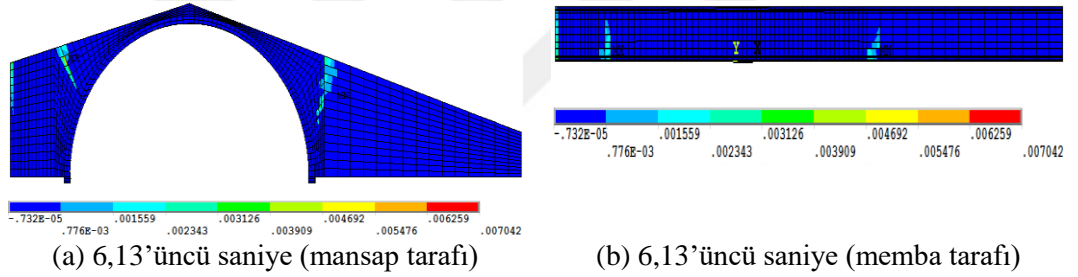 Y X
-.732E-05 .001559 .003126 .004692 .006259
.776E-03 .002343 .003909 .005476 .007042
-.732E-05 .001559 .003126 .004692 .006259
.776E-03 .002343 .003909 .005476 .007042
(a) 6,13’üncü saniye (mansap tarafı) (b) 6,13’üncü saniye (memba tarafı)